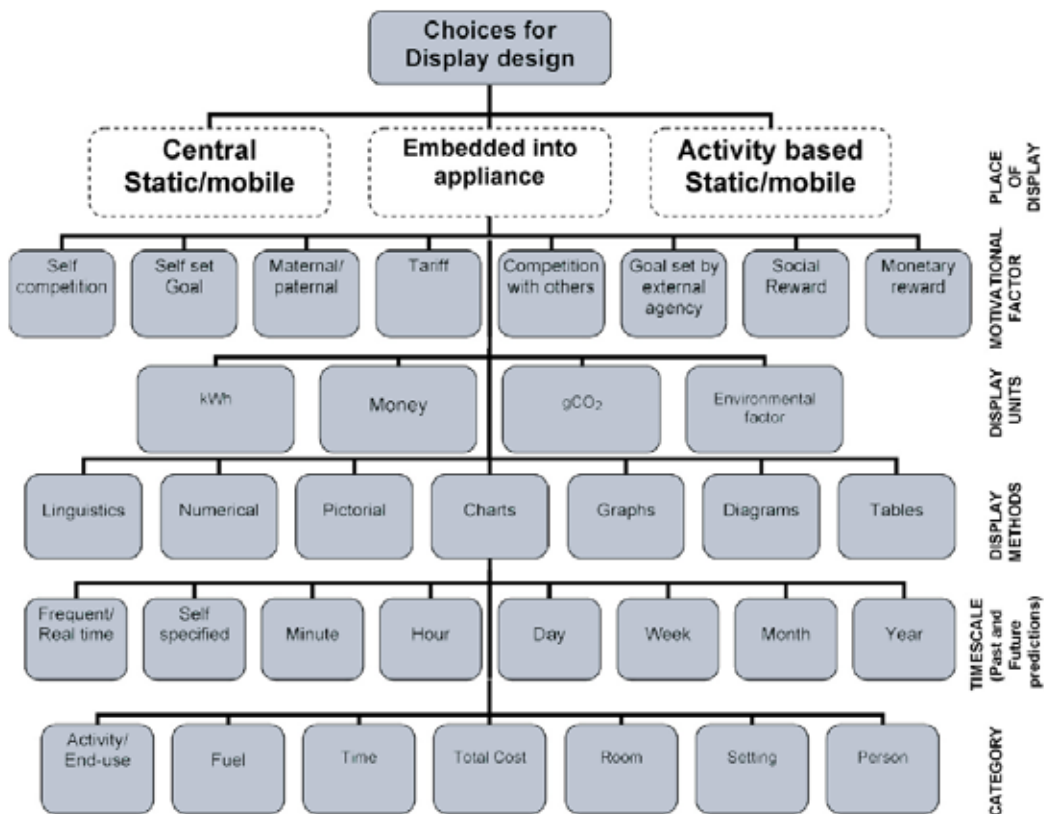 Choices for
Display design
Central
Static/mobile
Embedded into
appliance
Activity based
Static/mobile
PLACE
OF
DISPLAY
Self
competition
Self set
Goal
Maternal/
paternal
Tariff
Competition
with others
Goal set by
external
agency
Social
Reward
Monetary
reward
MOTIVATIONAL
FACTOR
kWh
Money
gCO₂
Environmental
factor
DISPLAY
UNITS
Linguistics
Numerical
Pictorial
Charts
Graphs
Diagrams
Tables
DISPLAY
METHODS
Frequent/
Real time
Self
specified
Minute
Hour
Day
Week
Month
Year
TIMESCALE
(Past and
Future
predictions)
Activity/
End-use
Fuel
Time
Total Cost
Room
Setting
Person
CATEGORY